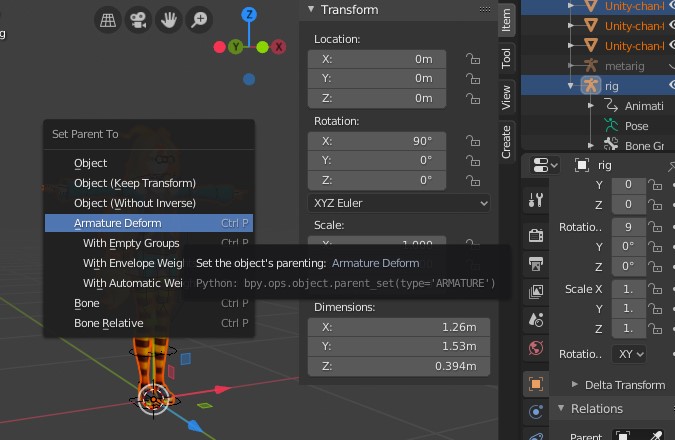 g
Z
Y
X
Set Parent To
Object
Object (Keep Transform)
Object (Without Inverse)
Armature Deform Ctrl P
With Empty Groups
With Envelope Weig
With Automatic Wei
Bone Ctrl P
Bone Relative Ctrl P
Set the object's parenting: Armature Deform
Python: bpy.ops.object.parent_set(type='ARMATURE')
Transform
Location:
X: 0m
Y: 0m
Z: 0m
Rotation:
X: 90°
Y: 0°
Z: 0°
XYZ Euler
Scale:
Dimensions:
X: 1.26m
Y: 1.53m
Z: 0.394m
Item
Tool
View
Create
Unity-chan-
Unity-chan-
Unity-chan-
metarig
rig
Animati
Pose
Bone Gr
rig
Y 0
Z 0
Rotatio.. 9
Y 0°
Z 0°
Scale X 1.
Y 1.
Z 1.
Rotatio.. XY
Delta Transform
Relations
Parent